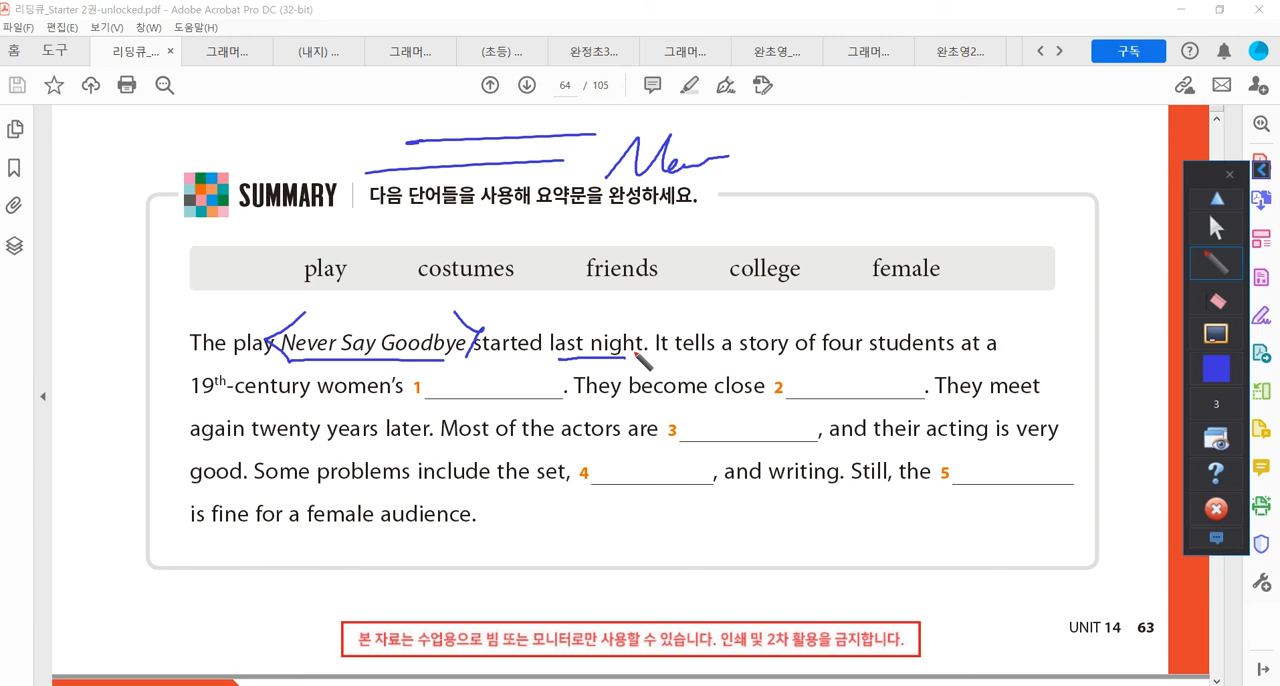 리딩큐_Starter 2권-unlocked.pdf - Adobe Acrobat Pro DC (32-bit)
파일(F) 편집(E) 보기(V) 창(W) 도움말(H)
홈 도구 리딩큐_... × 그래머... (내지) ... 그래머... (초등) ... 완정초3... 그래머... 완초영_... 그래머... 완초영2... 구독
64 / 105
SUMMARY 다음 단어들을 사용해 요약문을 완성하세요.
play costumes friends college female
The play Never Say Goodbye started last night. It tells a story of four students at a
19th-century women's 1 ____________. They become close 2 ____________. They meet
again twenty years later. Most of the actors are 3 ____________, and their acting is very
good. Some problems include the set, 4 ____________, and writing. Still, the 5 ____________
is fine for a female audience.
3
본 자료는 수업용으로 빔 또는 모니터로만 사용할 수 있습니다. 인쇄 및 2차 활용을 금지합니다.
UNIT 14 63